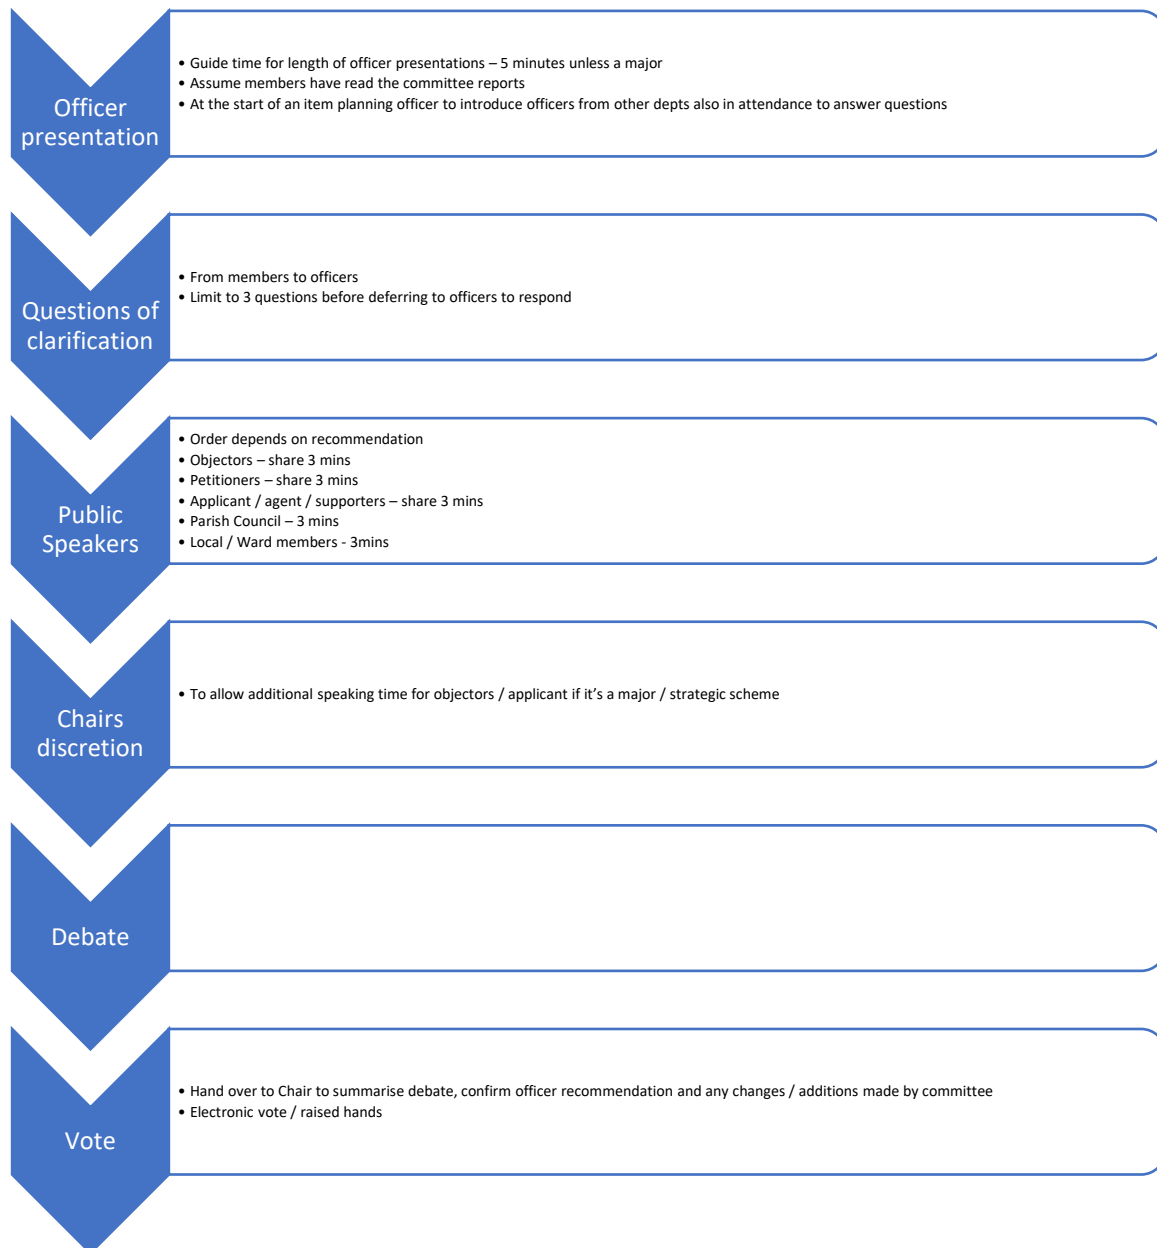 Officer
presentation
• Guide time for length of officer presentations – 5 minutes unless a major
• Assume members have read the committee reports
• At the start of an item planning officer to introduce officers from other depts also in attendance to answer questions
Questions of
clarification
• From members to officers
• Limit to 3 questions before deferring to officers to respond
Public
Speakers
• Order depends on recommendation
• Objectors – share 3 mins
• Petitioners – share 3 mins
• Applicant / agent / supporters – share 3 mins
• Parish Council – 3 mins
• Local / Ward members - 3mins
Chairs
discretion
• To allow additional speaking time for objectors / applicant if it’s a major / strategic scheme
Debate
Vote
• Hand over to Chair to summarise debate, confirm officer recommendation and any changes / additions made by committee
• Electronic vote / raised hands